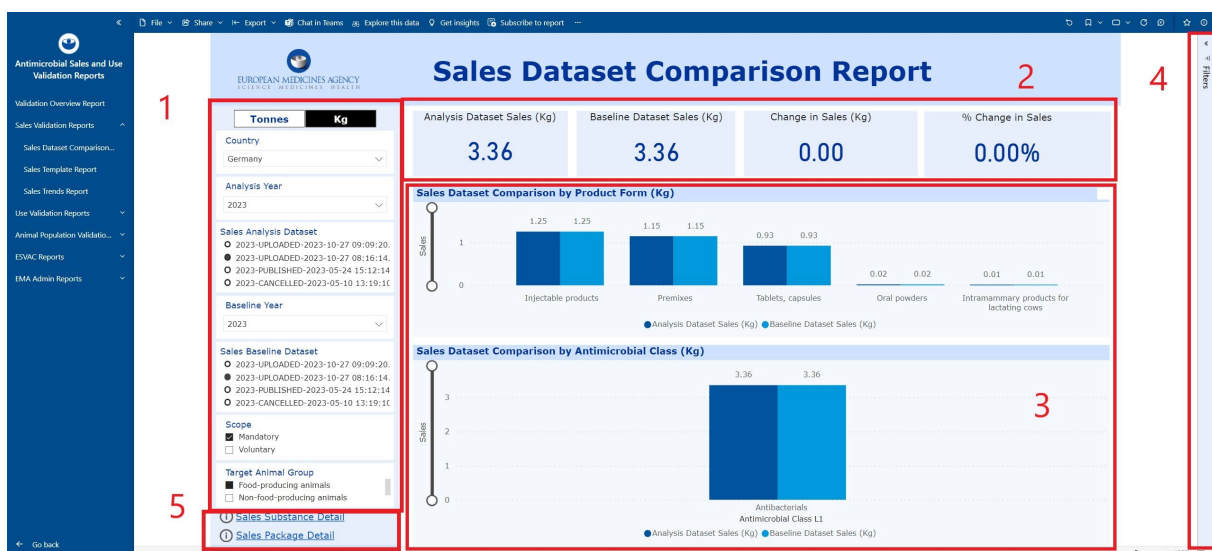 File
Share
Export
Chat in Teams
Explore this data
Get insights
Subscribe to report
Antimicrobial Sales and Use
Validation Reports
Validation Overview Report
Sales Validation Reports
Sales Dataset Comparison...
Sales Template Report
Sales Trends Report
Use Validation Reports
Animal Population Validatio...
ESVAC Reports
EMA Admin Reports
Go back
EUROPEAN MEDICINES AGENCY
SCIENCE MEDICINES HEALTH
Sales Dataset Comparison Report
1
2
3
4
5
Filters
Tonnes Kg
Country
Germany
Analysis Year
2023
Sales Analysis Dataset
2023-UPLOADED-2023-10-27 09:09:20.
2023-UPLOADED-2023-10-27 08:16:14.
2023-PUBLISHED-2023-05-24 15:12:14
2023-CANCELLED-2023-05-10 13:19:10
Baseline Year
2023
Sales Baseline Dataset
2023-UPLOADED-2023-10-27 09:09:20.
2023-UPLOADED-2023-10-27 08:16:14.
2023-PUBLISHED-2023-05-24 15:12:14
2023-CANCELLED-2023-05-10 13:19:10
Scope
Mandatory
Voluntary
Target Animal Group
Food-producing animals
Non-food-producing animals
Sales Substance Detail
Sales Package Detail
Analysis Dataset Sales (Kg) Baseline Dataset Sales (Kg) Change in Sales (Kg) % Change in Sales
3.36 3.36 0.00 0.00%
Sales Dataset Comparison by Product Form (Kg)
Sales
1
0
1.25 1.25 1.15 1.15 0.93 0.93 0.02 0.02 0.01 0.01
Injectable products Premixes Tablets, capsules Oral powders Intramammary products for
lactating cows
Analysis Dataset Sales (Kg) Baseline Dataset Sales (Kg)
Sales Dataset Comparison by Antimicrobial Class (Kg)
Sales
3
2
1
0
3.36 3.36
Antibacterials
Antimicrobial Class L1
Analysis Dataset Sales (Kg) Baseline Dataset Sales (Kg)